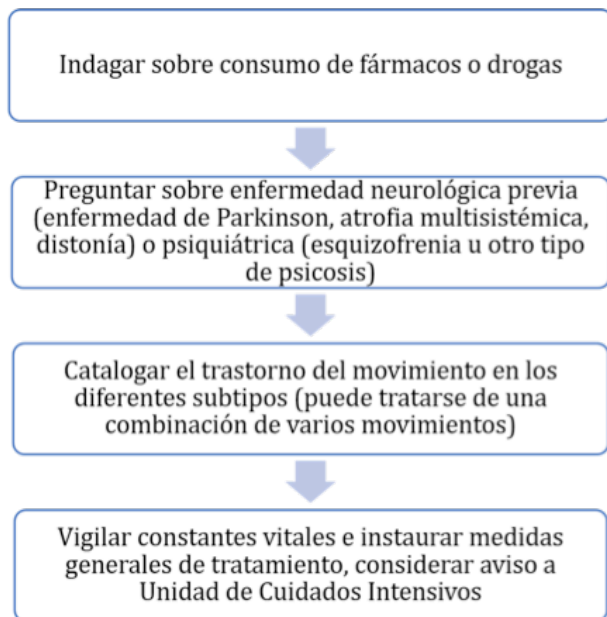 Indagar sobre consumo de fármacos o drogas
Preguntar sobre enfermedad neurológica previa
(enfermedad de Parkinson, atrofia multisistémica,
distonía) o psiquiátrica (esquizofrenia u otro tipo
de psicosis)
Catalogar el trastorno del movimiento en los
diferentes subtipos (puede tratarse de una
combinación de varios movimientos)
Vigilar constantes vitales e instaurar medidas
generales de tratamiento, considerar aviso a
Unidad de Cuidados Intensivos